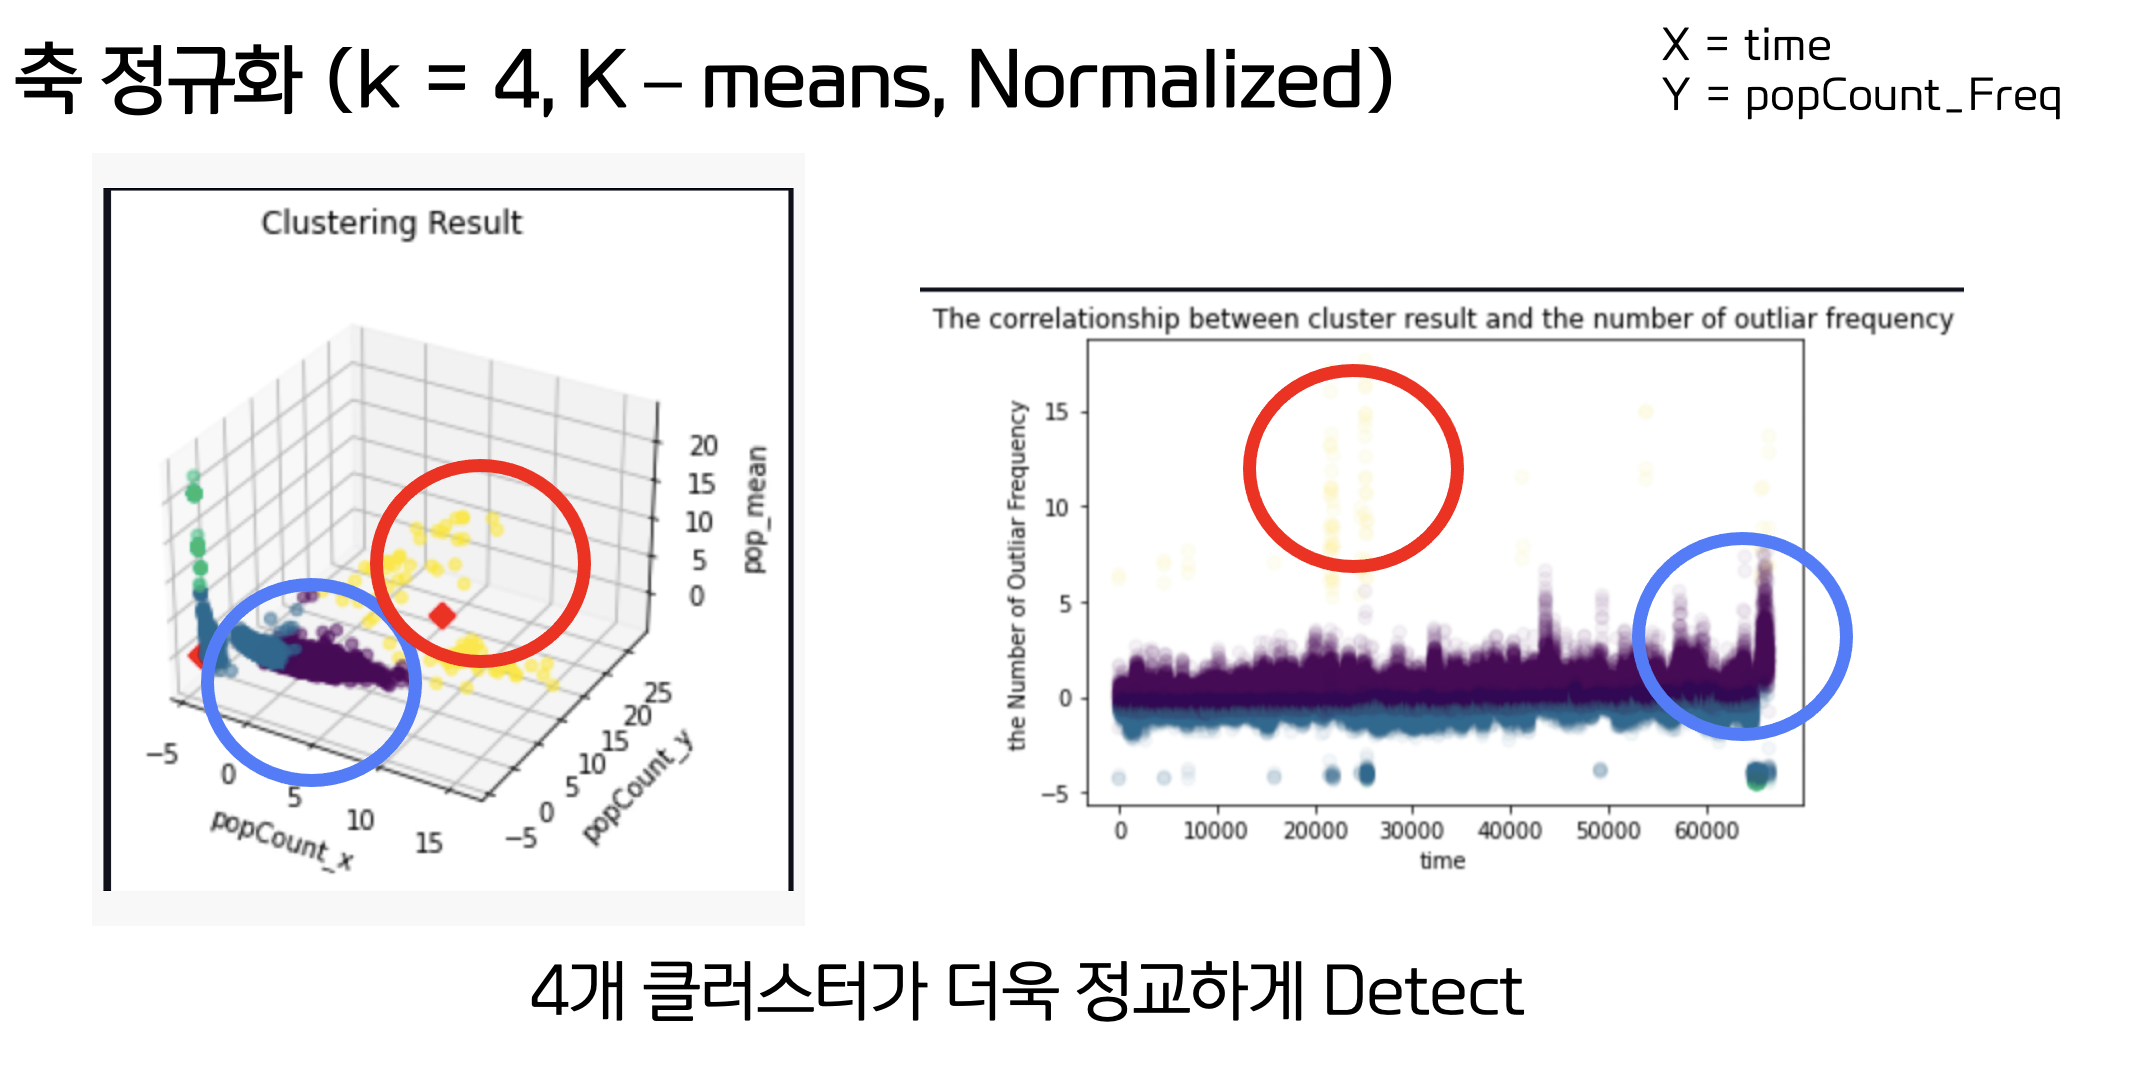 축 정규화 (k = 4, K – means, Normalized)
X = time
Y = popCount_Freq
Clustering Result
20
15
10
5
0
pop_mean
−5
0
5
10
15
popCount_x
−5
0
5
10
15
20
25
popCount_y
The correlationship between cluster result and the number of outliar frequency
the Number of Outliar Frequency
15
10
5
0
−5
0 10000 20000 30000 40000 50000 60000
time
4개 클러스터가 더욱 정교하게 Detect